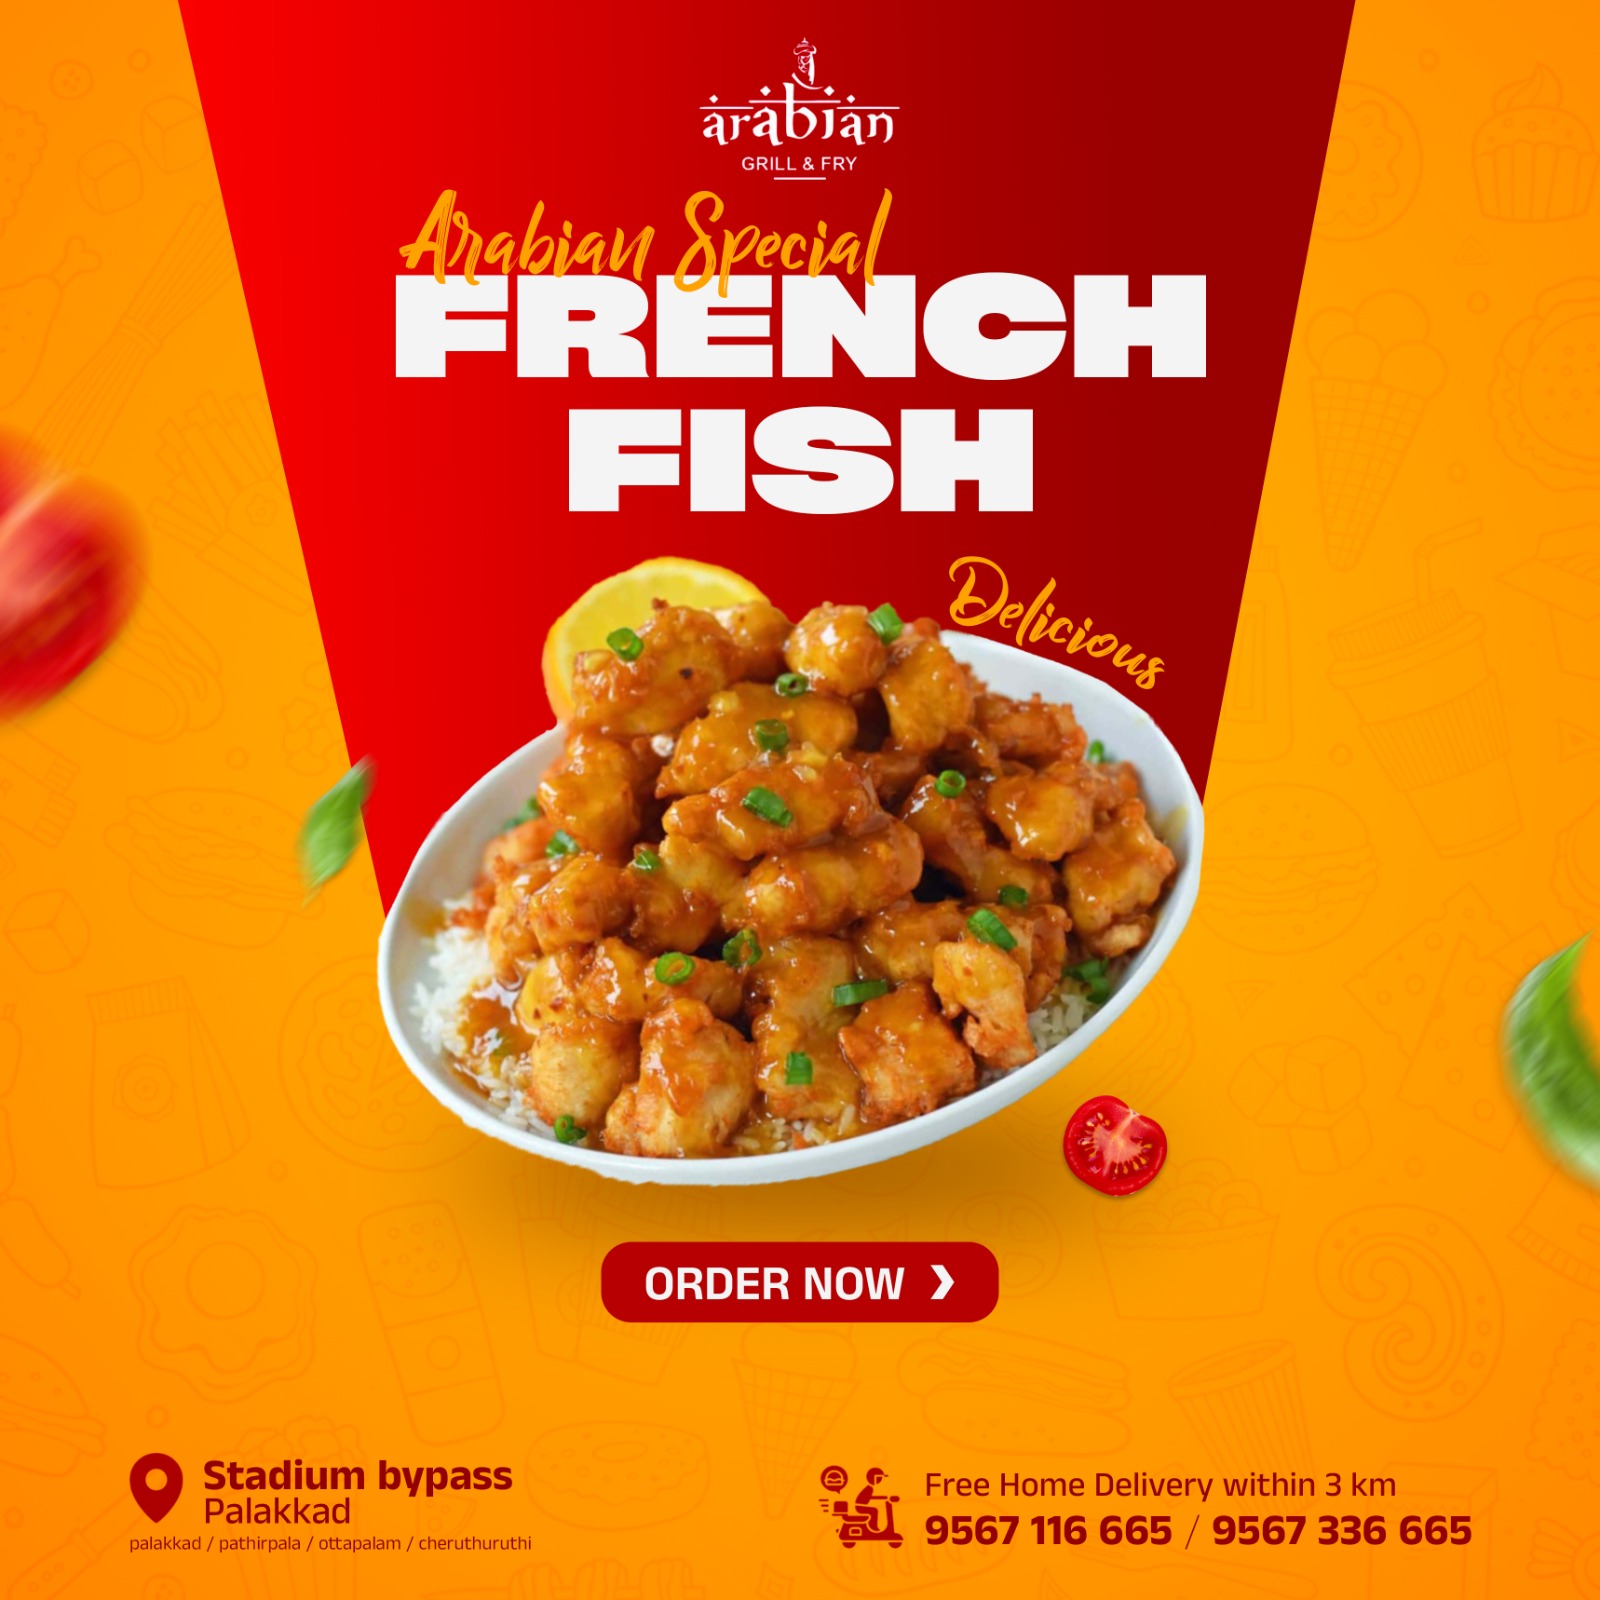 arabian
GRILL & FRY
Arabian Special
FRENCH
FISH
Delicious
ORDER NOW ❯
Stadium bypass
Palakkad
palakkad / pathirpala / ottapalam / cheruthuruthi
Free Home Delivery within 3 km
9567 116 665 / 9567 336 665